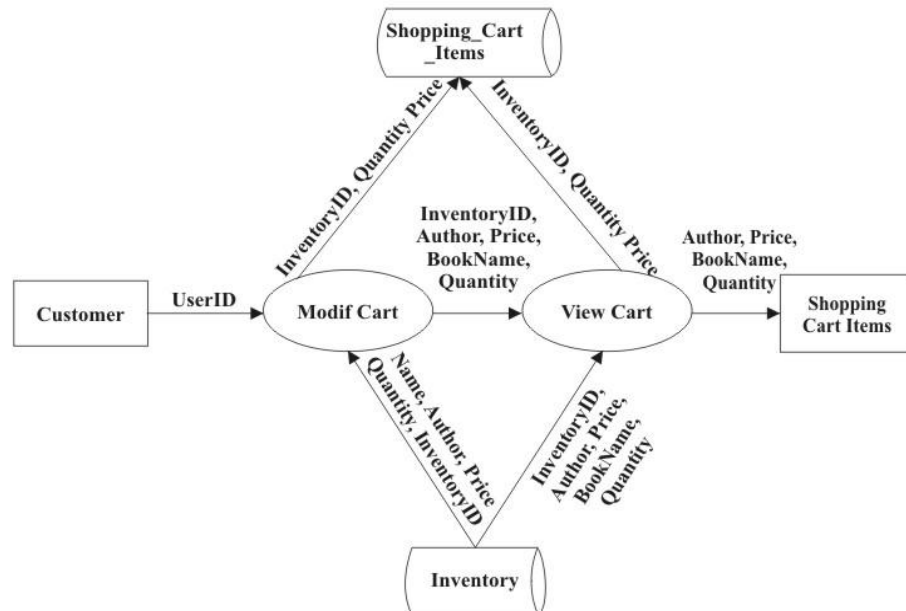 Shopping_Cart
_Items
InventoryID, Quantity Price
InventoryID, Quantity Price
InventoryID,
Author, Price,
BookName,
Quantity
Author, Price,
BookName,
Quantity
Customer
UserID
Modif Cart
View Cart
Shopping
Cart Items
Name, Author, Price
Quantity, InventoryID
InventoryID,
Author, Price,
BookName,
Quantity
Inventory